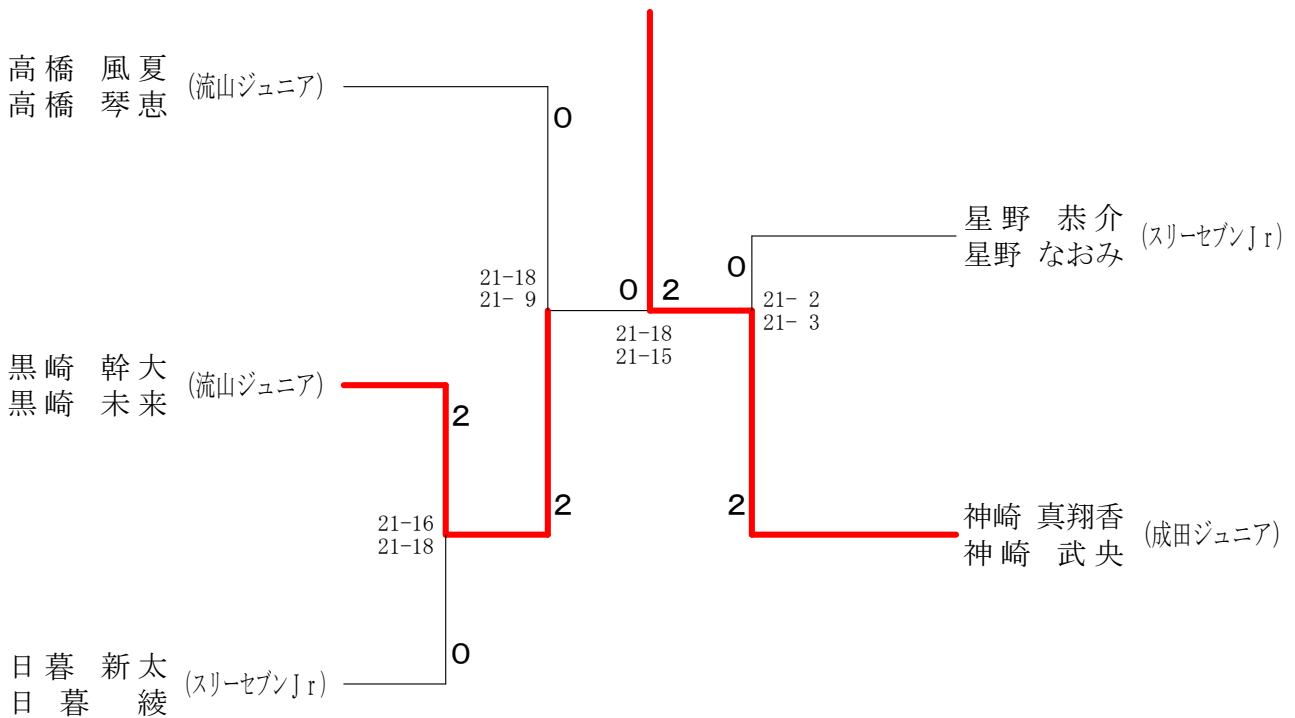 高橋 風夏
高橋 琴恵
(流山ジュニア)
0
星野 恭介
星野 なおみ
(スリーセブンJr)
21-18
21- 9
0
2
0
21- 2
21- 3
21-18
21-15
黒崎 幹大
黒崎 未来
(流山ジュニア)
2
2
2
21-16
21-18
神崎 真翔香
神崎 武央
(成田ジュニア)
0
日暮 新太
日暮 綾
(スリーセブンJr)